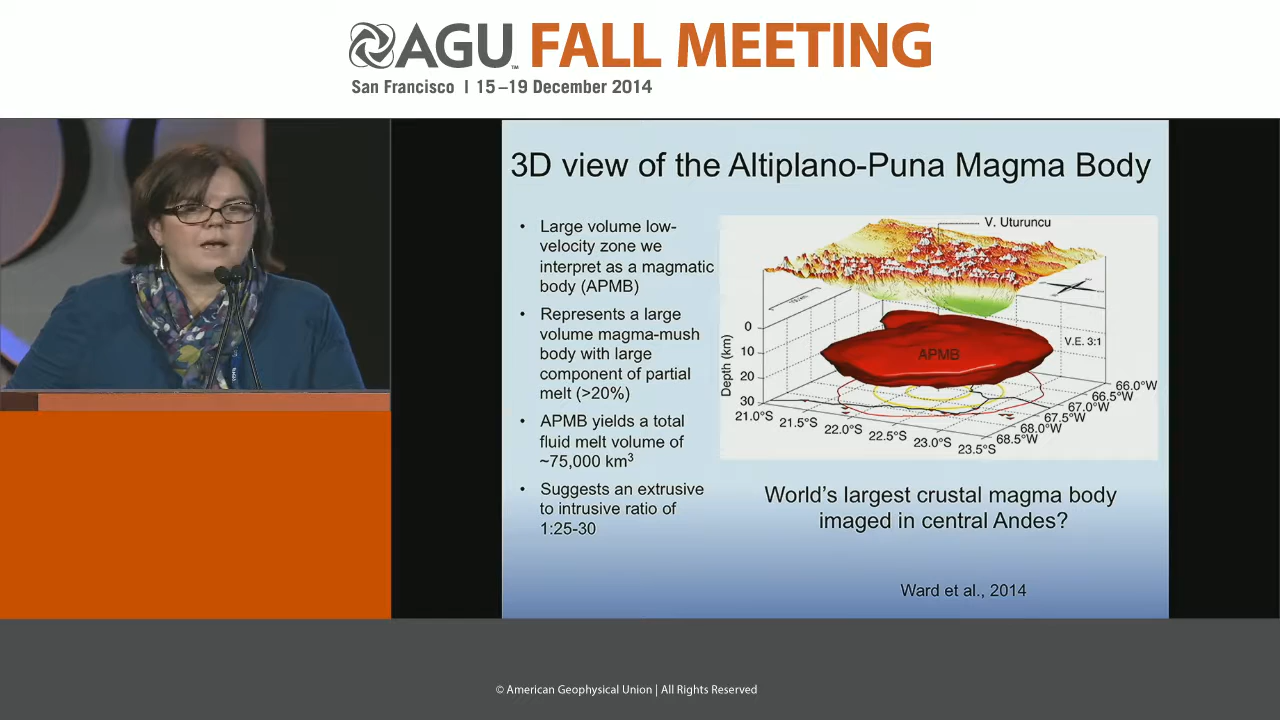 AGU™ FALL MEETING
San Francisco | 15–19 December 2014
3D view of the Altiplano-Puna Magma Body
• Large volume low-
velocity zone we
interpret as a magmatic
body (APMB)
• Represents a large
volume magma-mush
body with large
component of partial
melt (>20%)
• APMB yields a total
fluid melt volume of
~75,000 km³
• Suggests an extrusive
to intrusive ratio of
1:25-30
V. Uturuncu
0
10
20
30
Depth (km)
APMB
V.E. 3:1
21.0°S
21.5°S
22.0°S
22.5°S
23.0°S
23.5°S
68.5°W
68.0°W
67.5°W
67.0°W
66.5°W
66.0°W
World's largest crustal magma body
imaged in central Andes?
Ward et al., 2014
© American Geophysical Union | All Rights Reserved